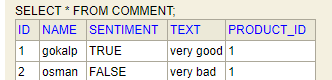 SELECT * FROM COMMENT;
ID NAME SENTIMENT TEXT PRODUCT_ID
1 gokalp TRUE very good 1
2 osman FALSE very bad 1